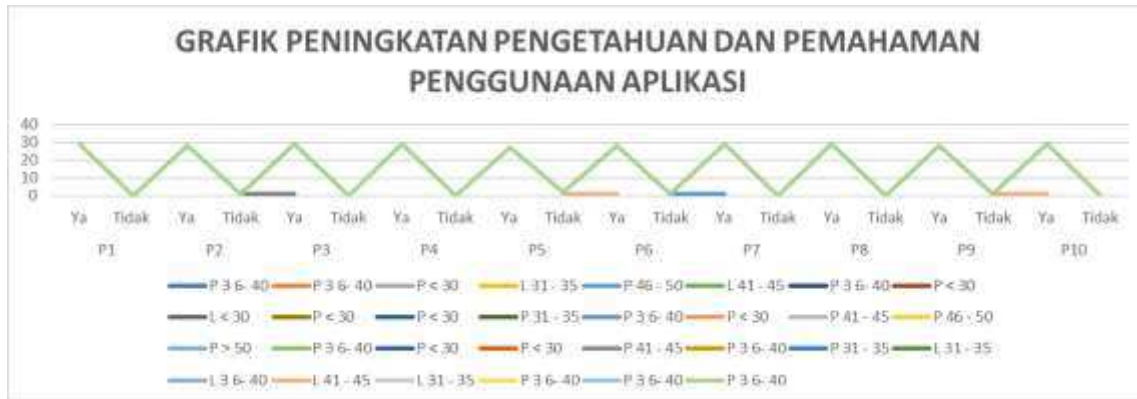 GRAFIK PENINGKATAN PENGETAHUAN DAN PEMAHAMAN
PENGGUNAAN APLIKASI
40
30
20
10
0
Ya Tidak Ya Tidak Ya Tidak Ya Tidak Ya Tidak Ya Tidak Ya Tidak Ya Tidak Ya Tidak Ya Tidak
P1 P2 P3 P4 P5 P6 P7 P8 P9 P10
P 3 6- 40 P 3 6- 40 P < 30 L 31 - 35 P 46 - 50 L 41 - 45 P 3 6- 40 P < 30
L < 30 P < 30 P < 30 P 31 - 35 P 3 6- 40 P < 30 P 41 - 45 P 46 - 50
P > 50 P 3 6- 40 P < 30 P < 30 P 41 - 45 P 3 6- 40 P 31 - 35 L 31 - 35
L 3 6- 40 L 41 - 45 L 31 - 35 P 3 6- 40 P 3 6- 40 P 3 6- 40